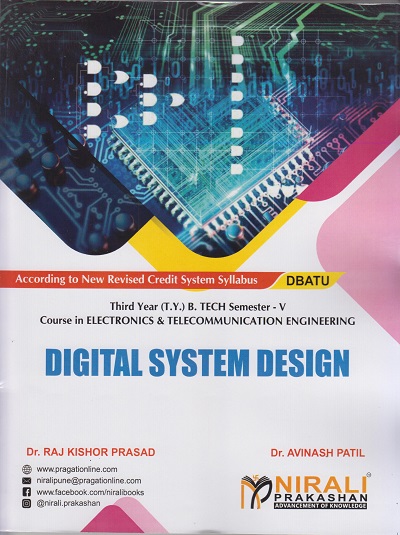 According to New Revised Credit System Syllabus DBATU
Third Year (T.Y.) B. TECH Semester - V
Course in ELECTRONICS & TELECOMMUNICATION ENGINEERING
DIGITAL SYSTEM DESIGN
Dr. RAJ KISHOR PRASAD Dr. AVINASH PATIL
www.pragationline.com
niralipune@pragationline.com
www.facebook.com/niralibooks
@nirali.prakashan
NIRALI
PRAKASHAN
ADVANCEMENT OF KNOWLEDGE